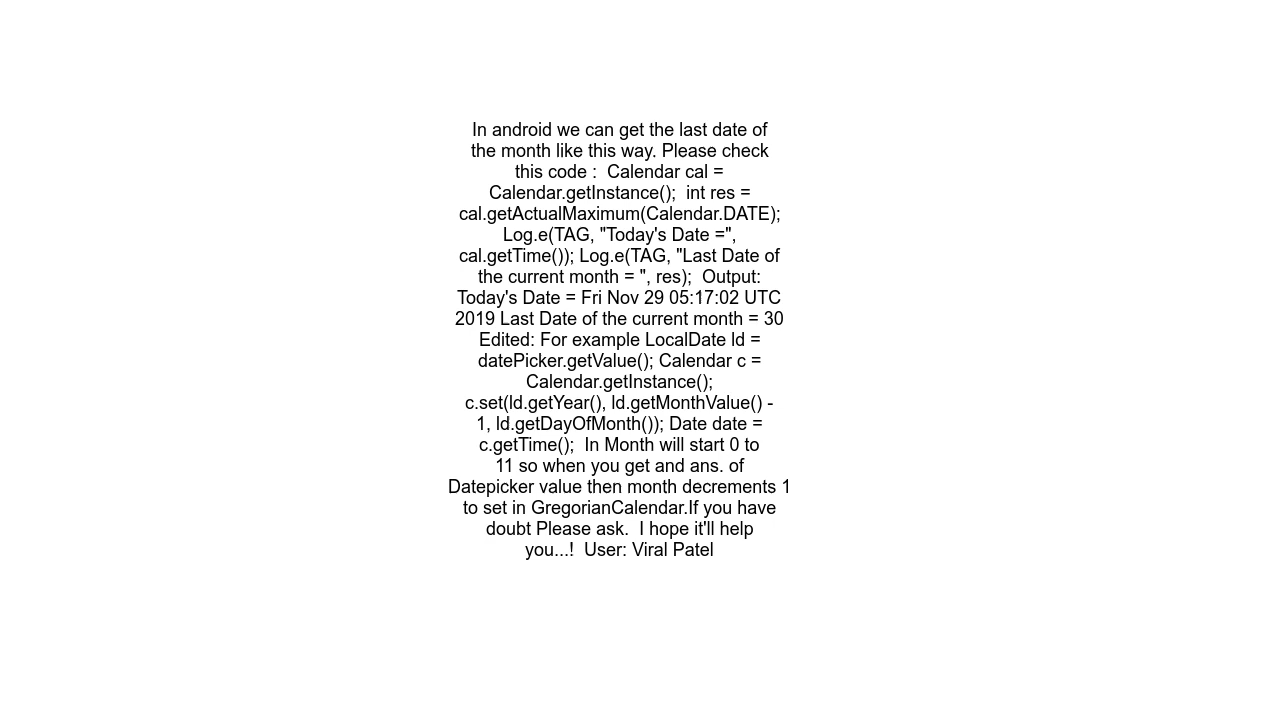 In android we can get the last date of
the month like this way. Please check
this code :  Calendar cal =
Calendar.getInstance();  int res =
cal.getActualMaximum(Calendar.DATE);
Log.e(TAG, "Today's Date =",
cal.getTime()); Log.e(TAG, "Last Date of
the current month = ", res);  Output:
Today's Date = Fri Nov 29 05:17:02 UTC
2019 Last Date of the current month = 30
Edited: For example LocalDate ld =
datePicker.getValue(); Calendar c =
Calendar.getInstance();
c.set(ld.getYear(), ld.getMonthValue() -
1, ld.getDayOfMonth()); Date date =
c.getTime();  In Month will start 0 to
11 so when you get and ans. of
Datepicker value then month decrements 1
to set in GregorianCalendar.If you have
doubt Please ask.  I hope it'll help
you...!  User: Viral Patel